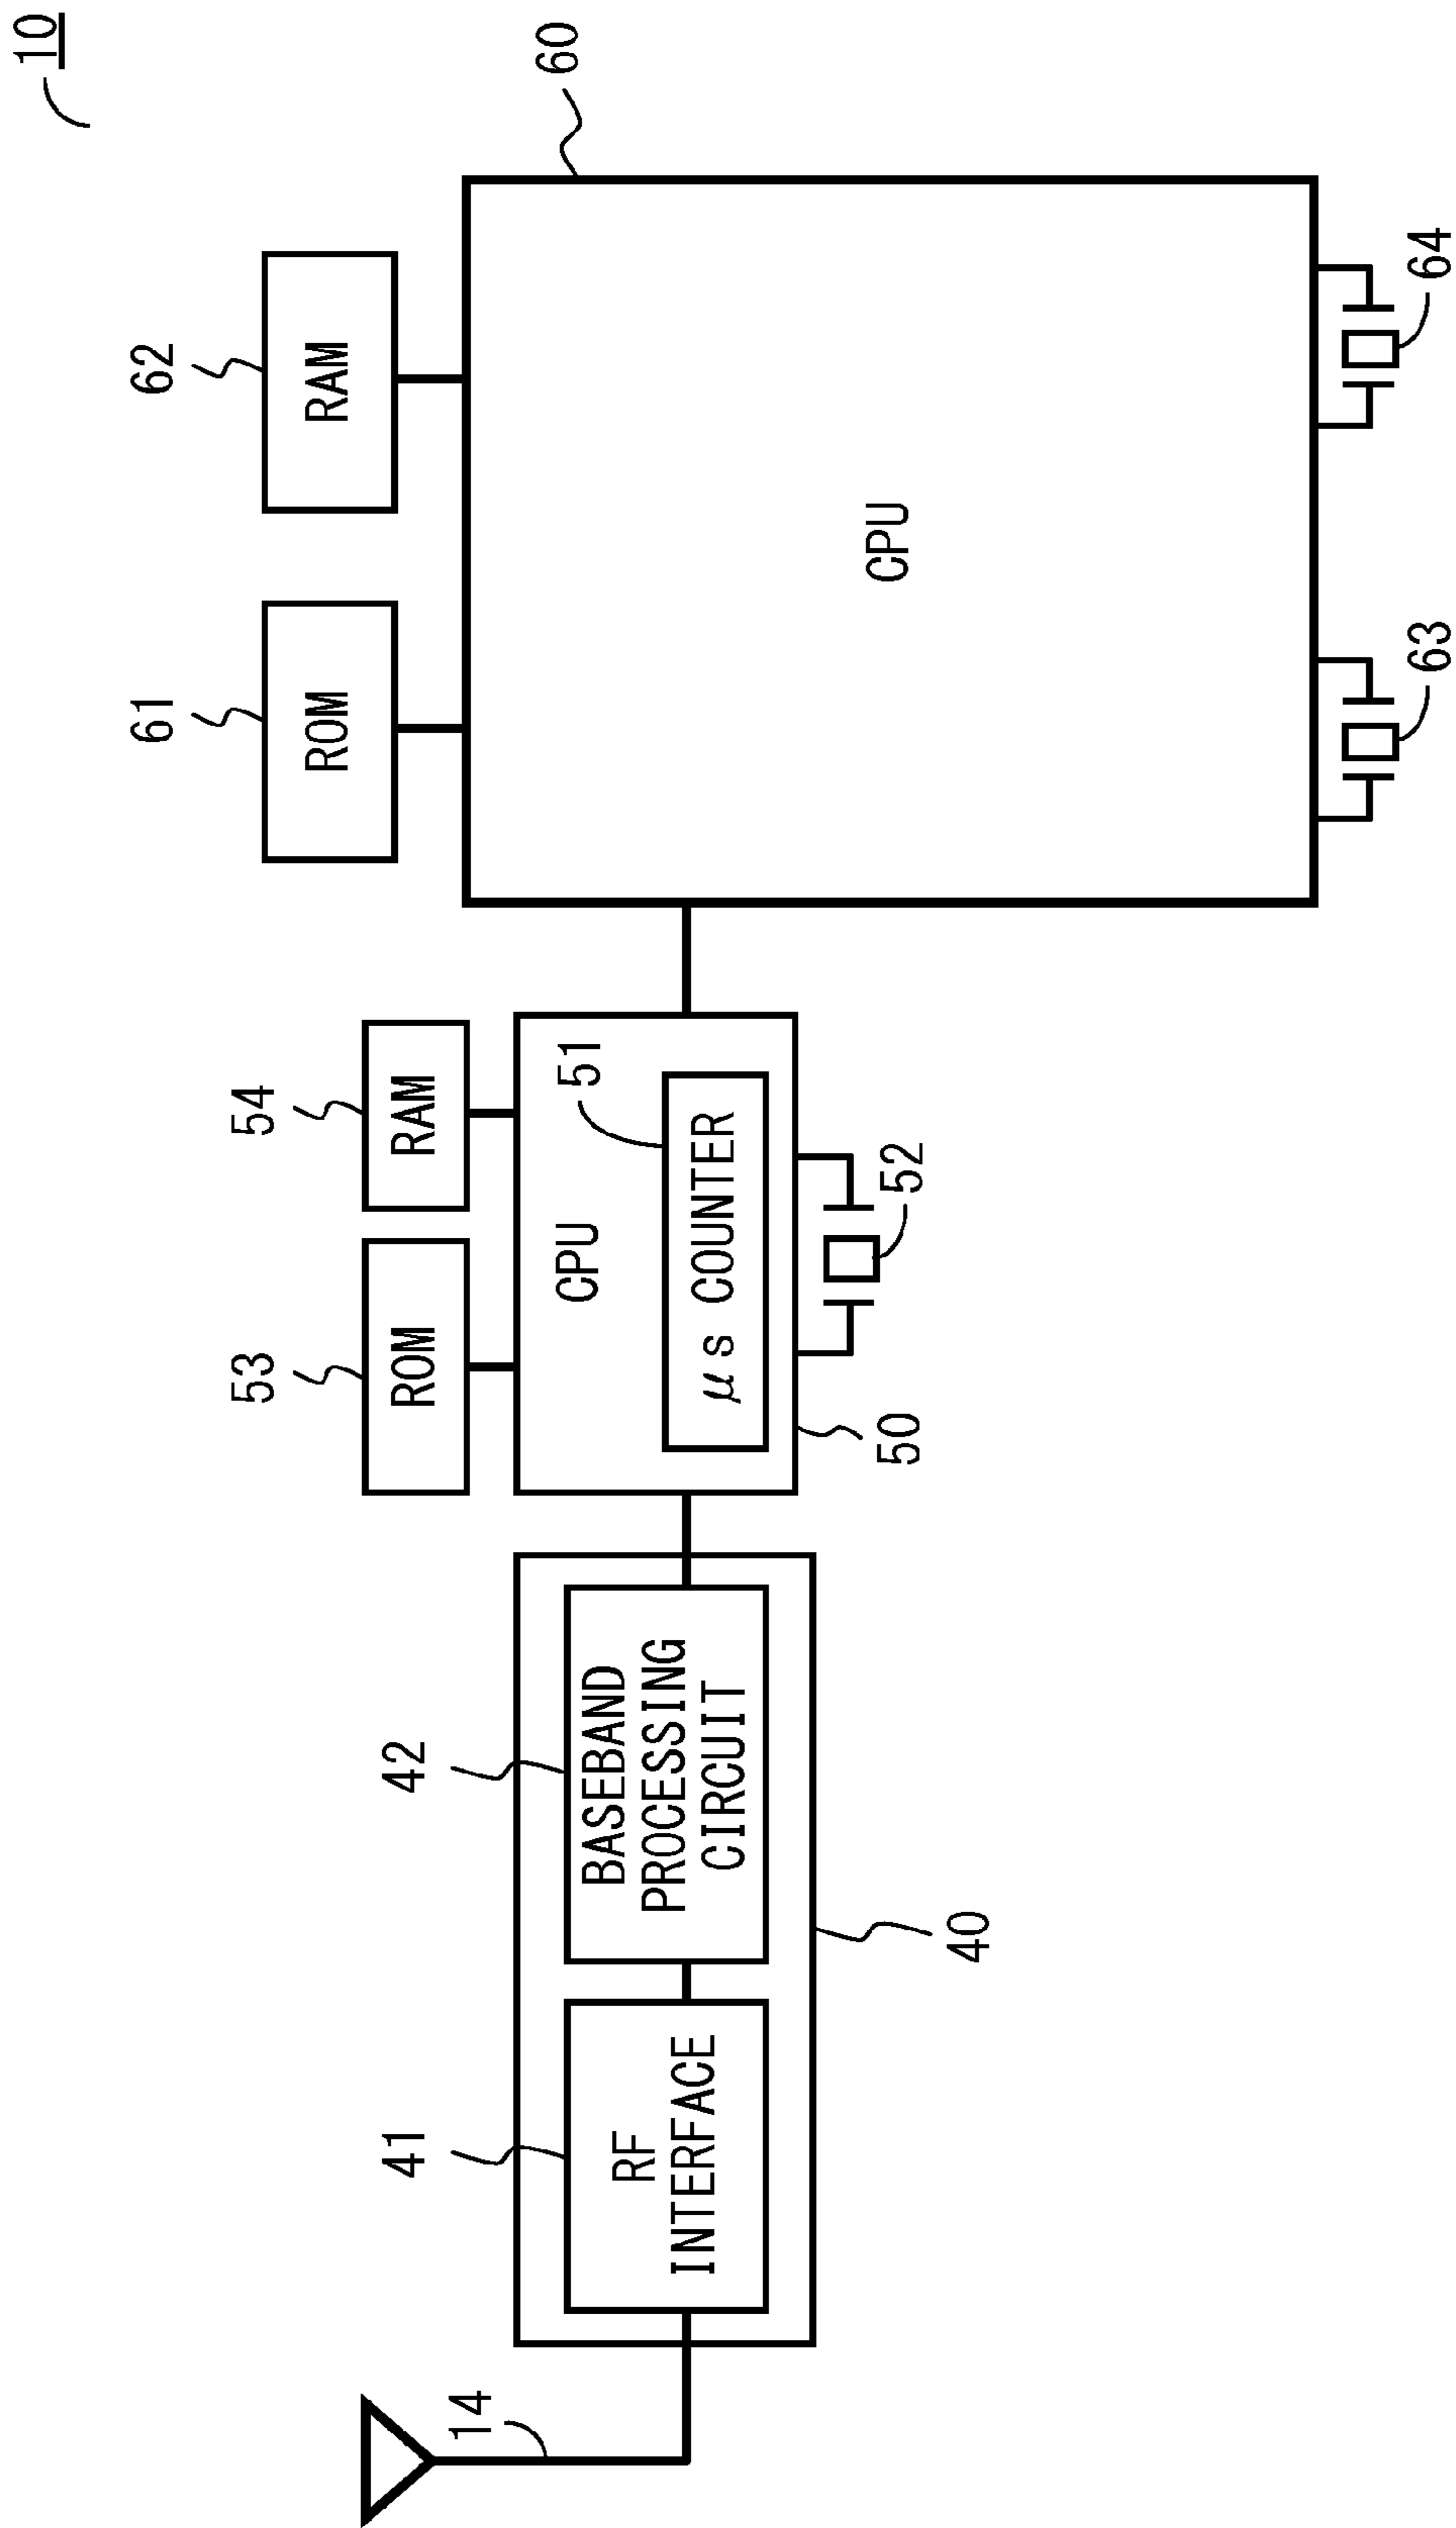 10
62
61
60
RAM
ROM
54
53
RAM
ROM
CPU
42
41
51
CPU
14
BASEBAND
PROCESSING
CIRCUIT
RF
INTERFACE
μs COUNTER
64
63
52
50
40